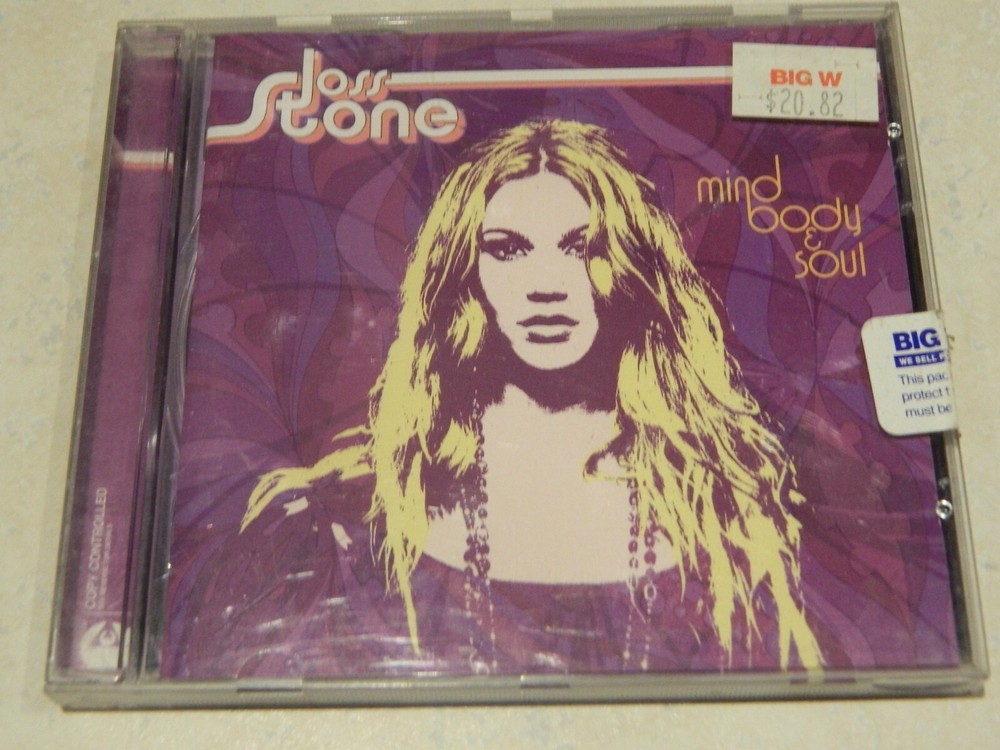 Joss
Stone
BIG W
$20.82
mind
body
&
soul
BIG
WE SELL
This pac
protect t
must be
COPY CONTROLLED